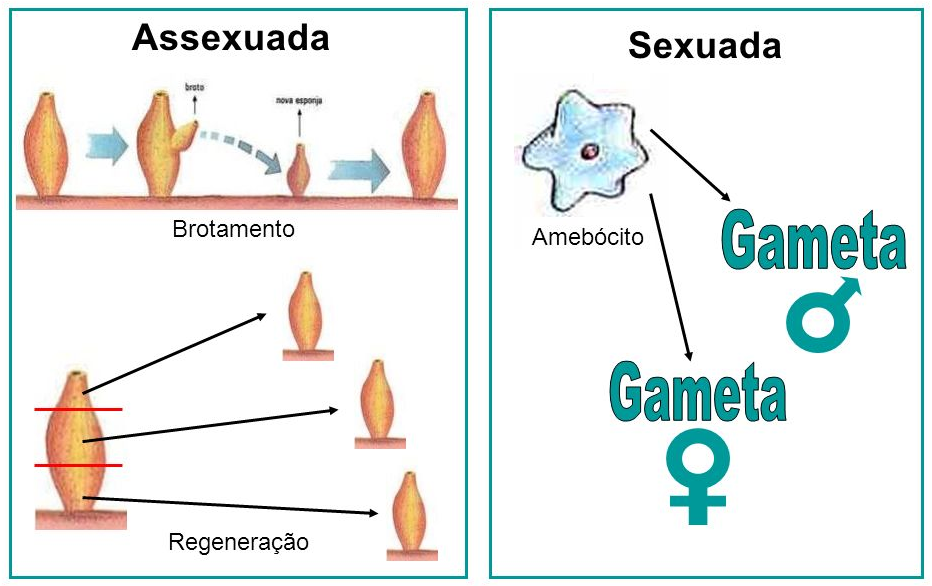 Assexuada
broto
nova esponja
Brotamento
Regeneração
Sexuada
Amebócito
Gameta
Gameta